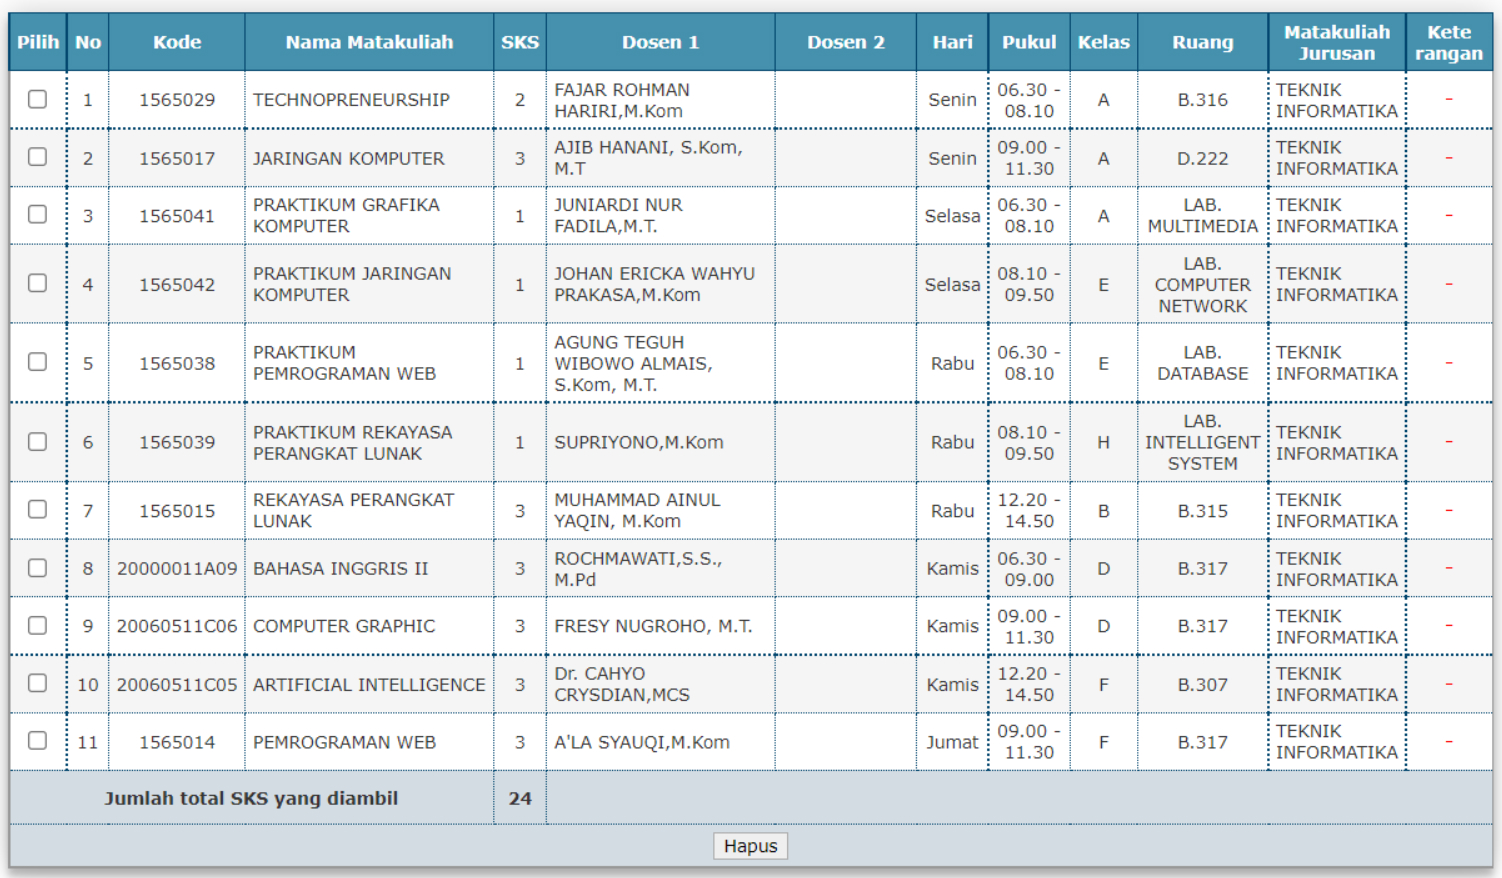 Pilih No Kode Nama Matakuliah SKS Dosen 1 Dosen 2 Hari Pukul Kelas Ruang Matakuliah Jurusan Kete rangan
1 1565029 TECHNOPRENEURSHIP 2 FAJAR ROHMAN HARIRI,M.Kom Senin 06.30 - 08.10 A B.316 TEKNIK INFORMATIKA -
2 1565017 JARINGAN KOMPUTER 3 AJIB HANANI, S.Kom, M.T Senin 09.00 - 11.30 A D.222 TEKNIK INFORMATIKA -
3 1565041 PRAKTIKUM GRAFIKA KOMPUTER 1 JUNIARDI NUR FADILA,M.T. Selasa 06.30 - 08.10 A LAB. MULTIMEDIA TEKNIK INFORMATIKA -
4 1565042 PRAKTIKUM JARINGAN KOMPUTER 1 JOHAN ERICKA WAHYU PRAKASA,M.Kom Selasa 08.10 - 09.50 E LAB. COMPUTER NETWORK TEKNIK INFORMATIKA -
5 1565038 PRAKTIKUM PEMROGRAMAN WEB 1 AGUNG TEGUH WIBOWO ALMAIS, S.Kom, M.T. Rabu 06.30 - 08.10 E LAB. DATABASE TEKNIK INFORMATIKA -
6 1565039 PRAKTIKUM REKAYASA PERANGKAT LUNAK 1 SUPRIYONO,M.Kom Rabu 08.10 - 09.50 H LAB. INTELLIGENT SYSTEM TEKNIK INFORMATIKA -
7 1565015 REKAYASA PERANGKAT LUNAK 3 MUHAMMAD AINUL YAQIN, M.Kom Rabu 12.20 - 14.50 B B.315 TEKNIK INFORMATIKA -
8 20000011A09 BAHASA INGGRIS II 3 ROCHMAWATI,S.S., M.Pd Kamis 06.30 - 09.00 D B.317 TEKNIK INFORMATIKA -
9 20060511C06 COMPUTER GRAPHIC 3 FRESY NUGROHO, M.T. Kamis 09.00 - 11.30 D B.317 TEKNIK INFORMATIKA -
10 20060511C05 ARTIFICIAL INTELLIGENCE 3 Dr. CAHYO CRYSDIAN,MCS Kamis 12.20 - 14.50 F B.307 TEKNIK INFORMATIKA -
11 1565014 PEMROGRAMAN WEB 3 A'LA SYAUQI,M.Kom Jumat 09.00 - 11.30 F B.317 TEKNIK INFORMATIKA -
Jumlah total SKS yang diambil 24
Hapus